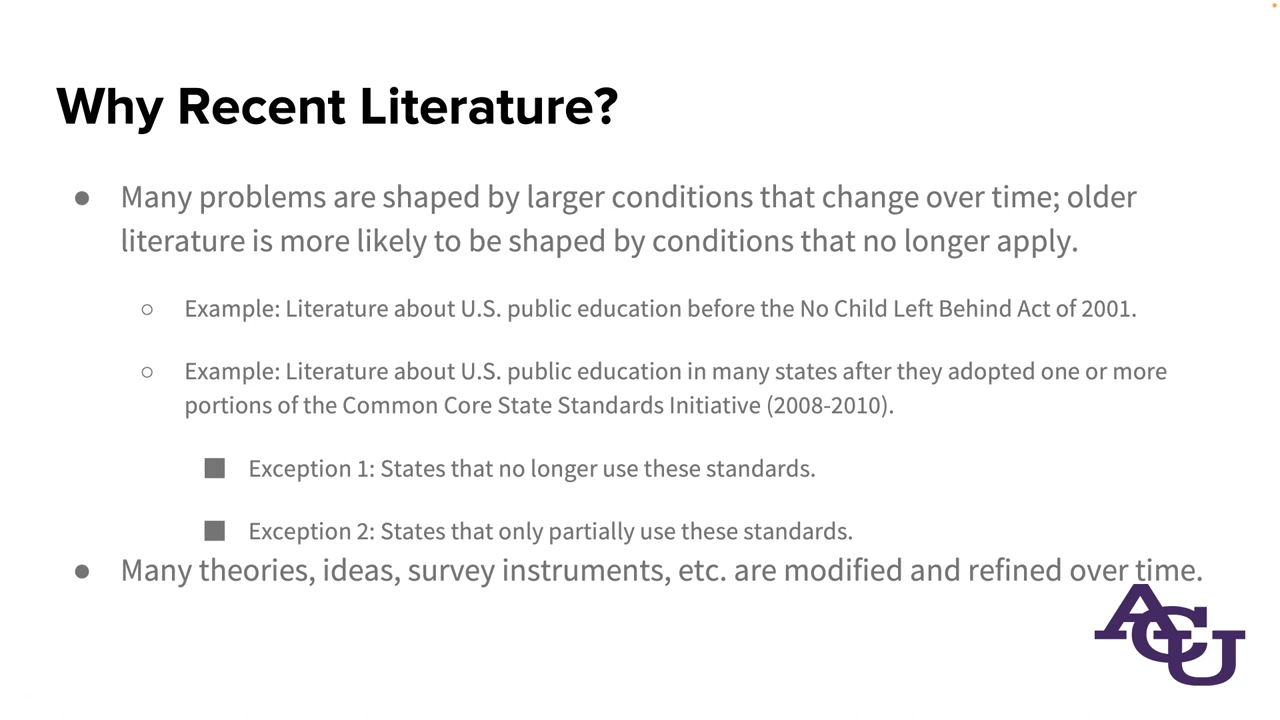 Why Recent Literature?
● Many problems are shaped by larger conditions that change over time; older
literature is more likely to be shaped by conditions that no longer apply.
○ Example: Literature about U.S. public education before the No Child Left Behind Act of 2001.
○ Example: Literature about U.S. public education in many states after they adopted one or more
portions of the Common Core State Standards Initiative (2008-2010).
■ Exception 1: States that no longer use these standards.
■ Exception 2: States that only partially use these standards.
● Many theories, ideas, survey instruments, etc. are modified and refined over time.
ACU